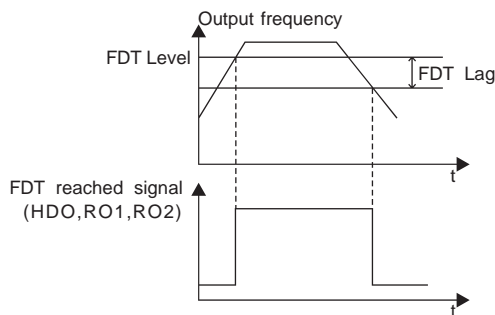 Output frequency
FDT Level
FDT Lag
t
FDT reached signal
(HDO,RO1,RO2)
t